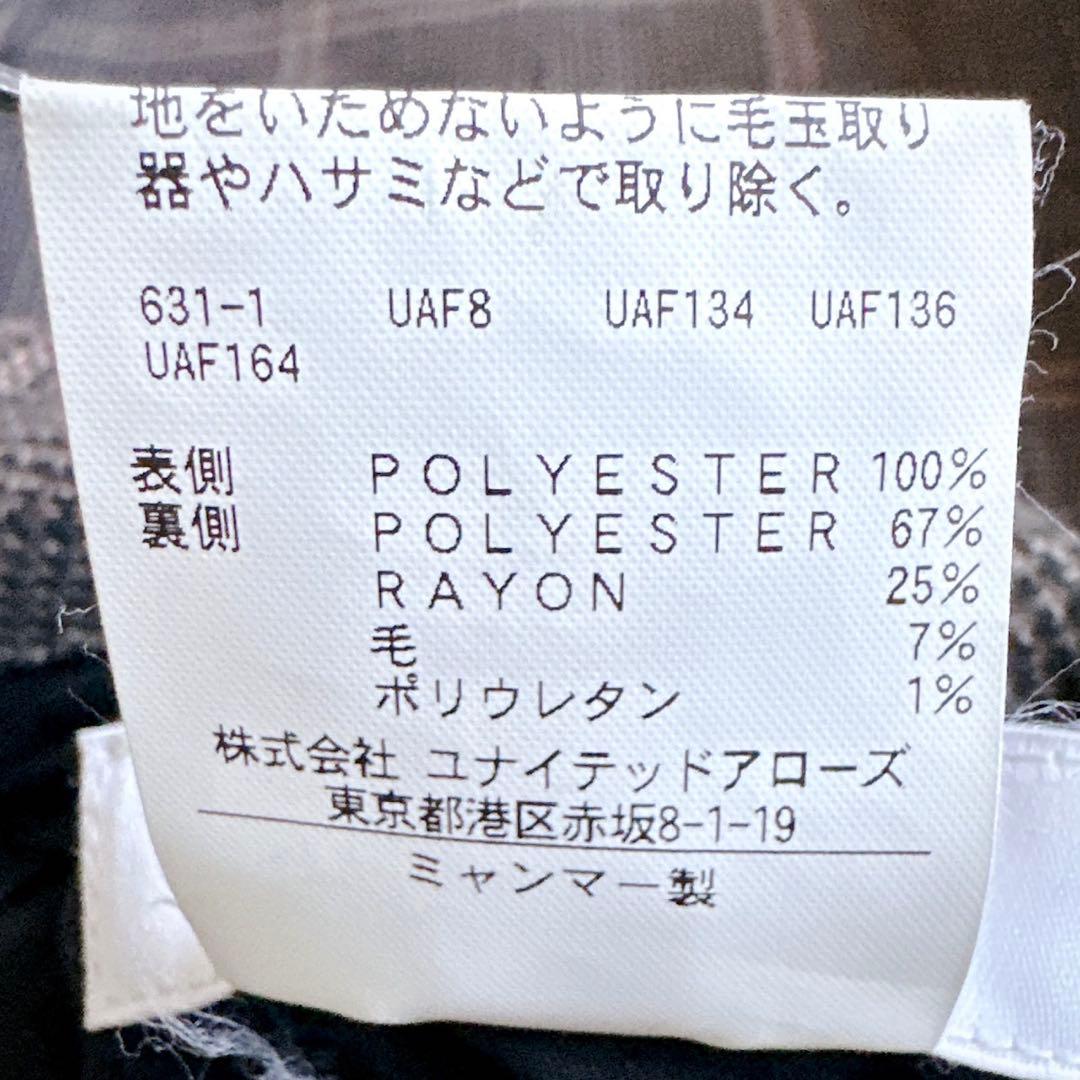 地をいためないように毛玉取り
器やハサミなどで取り除く。
631-1 UAF8 UAF134 UAF136
UAF164
表側 POLYESTER 100%
裏側 POLYESTER 67%
RAYON 25%
毛 7%
ポリウレタン 1%
株式会社 ユナイテッドアローズ
東京都港区赤坂8-1-19
ミャンマー製